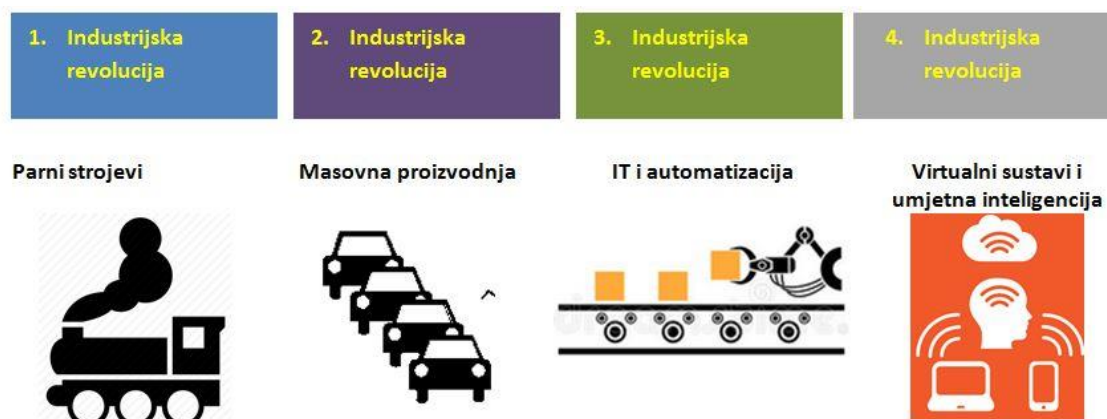 1. Industrijska
revolucija
2. Industrijska
revolucija
3. Industrijska
revolucija
4. Industrijska
revolucija
Parni strojevi
Masovna proizvodnja
IT i automatizacija
Virtualni sustavi i
umjetna inteligencija